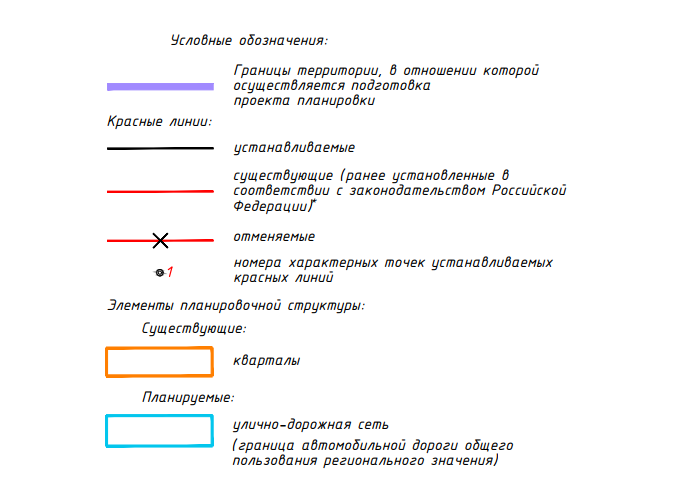 Условные обозначения:
Границы территории, в отношении которой
осуществляется подготовка
проекта планировки
Красные линии:
устанавливаемые
существующие (ранее установленные в
соответствии с законодательством Российской
Федерации)*
отменяемые
1
номера характерных точек устанавливаемых
красных линий
Элементы планировочной структуры:
Существующие:
кварталы
Планируемые:
улично-дорожная сеть
(граница автомобильной дороги общего
пользования регионального значения)